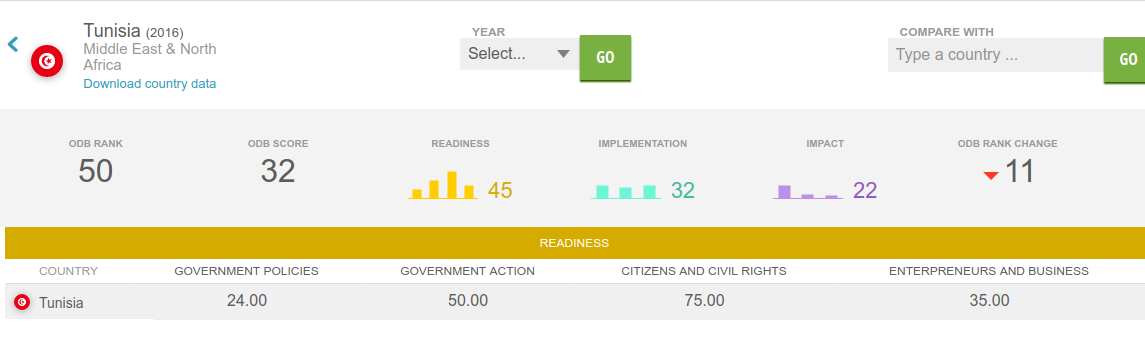 Tunisia (2016)
Middle East & North
Africa
Download country data
YEAR
Select...
GO
COMPARE WITH
Type a country ...
GO
ODB RANK
50
ODB SCORE
32
READINESS
45
IMPLEMENTATION
32
IMPACT
22
ODB RANK CHANGE
11
READINESS
COUNTRY GOVERNMENT POLICIES GOVERNMENT ACTION CITIZENS AND CIVIL RIGHTS ENTERPRENEURS AND BUSINESS
Tunisia 24.00 50.00 75.00 35.00